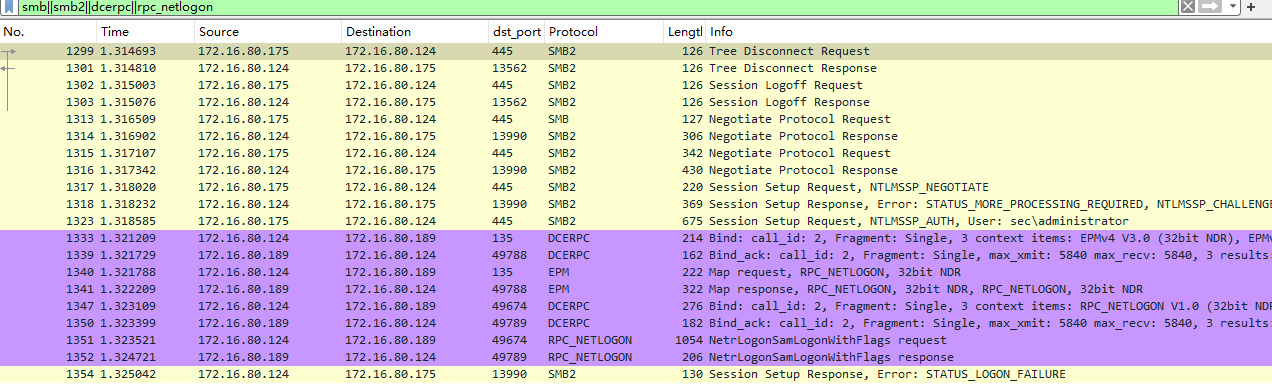 smb||smb2||dcerpc||rpc_netlogon
No. Time Source Destination dst_port Protocol Lengtl Info
1299 1.314693 172.16.80.175 172.16.80.124 445 SMB2 126 Tree Disconnect Request
1301 1.314810 172.16.80.124 172.16.80.175 13562 SMB2 126 Tree Disconnect Response
1302 1.315003 172.16.80.175 172.16.80.124 445 SMB2 126 Session Logoff Request
1303 1.315076 172.16.80.124 172.16.80.175 13562 SMB2 126 Session Logoff Response
1313 1.316509 172.16.80.175 172.16.80.124 445 SMB 127 Negotiate Protocol Request
1314 1.316902 172.16.80.124 172.16.80.175 13990 SMB2 306 Negotiate Protocol Response
1315 1.317107 172.16.80.175 172.16.80.124 445 SMB2 342 Negotiate Protocol Request
1316 1.317342 172.16.80.124 172.16.80.175 13990 SMB2 430 Negotiate Protocol Response
1317 1.318020 172.16.80.175 172.16.80.124 445 SMB2 220 Session Setup Request, NTLMSSP_NEGOTIATE
1318 1.318232 172.16.80.124 172.16.80.175 13990 SMB2 369 Session Setup Response, Error: STATUS_MORE_PROCESSING_REQUIRED, NTLMSSP_CHALLENGE
1323 1.318585 172.16.80.175 172.16.80.124 445 SMB2 675 Session Setup Request, NTLMSSP_AUTH, User: sec\administrator
1333 1.321209 172.16.80.124 172.16.80.189 135 DCERPC 214 Bind: call_id: 2, Fragment: Single, 3 context items: EPMv4 V3.0 (32bit NDR), EPMv
1339 1.321729 172.16.80.189 172.16.80.124 49788 DCERPC 162 Bind_ack: call_id: 2, Fragment: Single, max_xmit: 5840 max_recv: 5840, 3 results:
1340 1.321788 172.16.80.124 172.16.80.189 135 EPM 222 Map request, RPC_NETLOGON, 32bit NDR
1341 1.322209 172.16.80.189 172.16.80.124 49788 EPM 322 Map response, RPC_NETLOGON, 32bit NDR, RPC_NETLOGON, 32bit NDR
1347 1.323109 172.16.80.124 172.16.80.189 49674 DCERPC 276 Bind: call_id: 2, Fragment: Single, 3 context items: RPC_NETLOGON V1.0 (32bit NDR
1350 1.323399 172.16.80.189 172.16.80.124 49789 DCERPC 182 Bind_ack: call_id: 2, Fragment: Single, max_xmit: 5840 max_recv: 5840, 3 results:
1351 1.323521 172.16.80.124 172.16.80.189 49674 RPC_NETLOGON 1054 NetrLogonSamLogonWithFlags request
1352 1.324721 172.16.80.189 172.16.80.124 49789 RPC_NETLOGON 206 NetrLogonSamLogonWithFlags response
1354 1.325042 172.16.80.124 172.16.80.175 13990 SMB2 130 Session Setup Response, Error: STATUS_LOGON_FAILURE